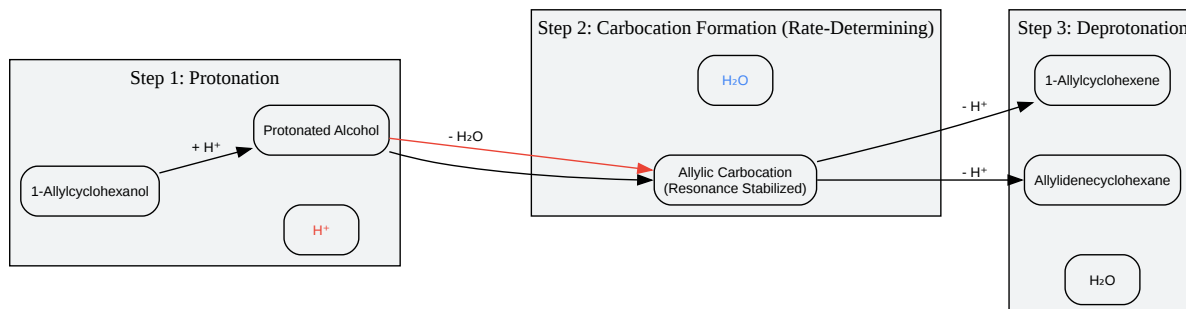 Step 1: Protonation
1-Allylcyclohexanol
+ H⁺
Protonated Alcohol
H⁺
- H₂O
Step 2: Carbocation Formation (Rate-Determining)
H₂O
Allylic Carbocation
(Resonance Stabilized)
- H⁺
- H⁺
Step 3: Deprotonation
1-Allylcyclohexene
Allylidenecyclohexane
H₂O